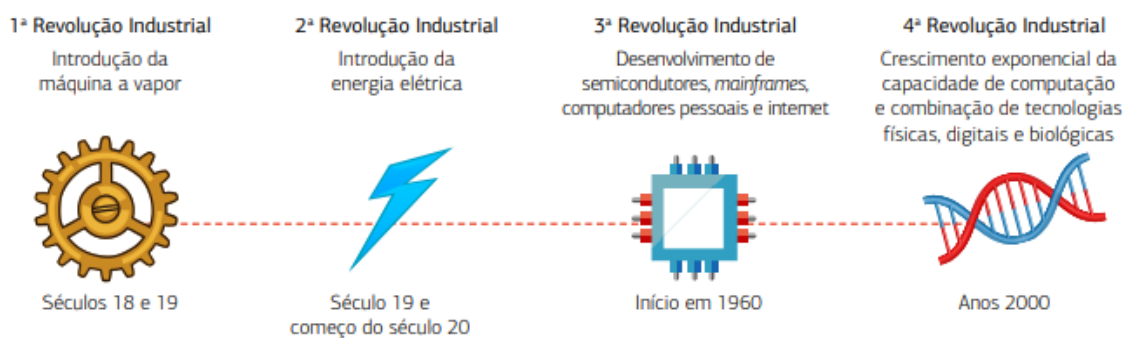 1ª Revolução Industrial
Introdução da
máquina a vapor
Séculos 18 e 19
2ª Revolução Industrial
Introdução da
energia elétrica
Século 19 e
começo do século 20
3ª Revolução Industrial
Desenvolvimento de
semicondutores, mainframes,
computadores pessoais e internet
Início em 1960
4ª Revolução Industrial
Crescimento exponencial da
capacidade de computação
e combinação de tecnologias
físicas, digitais e biológicas
Anos 2000